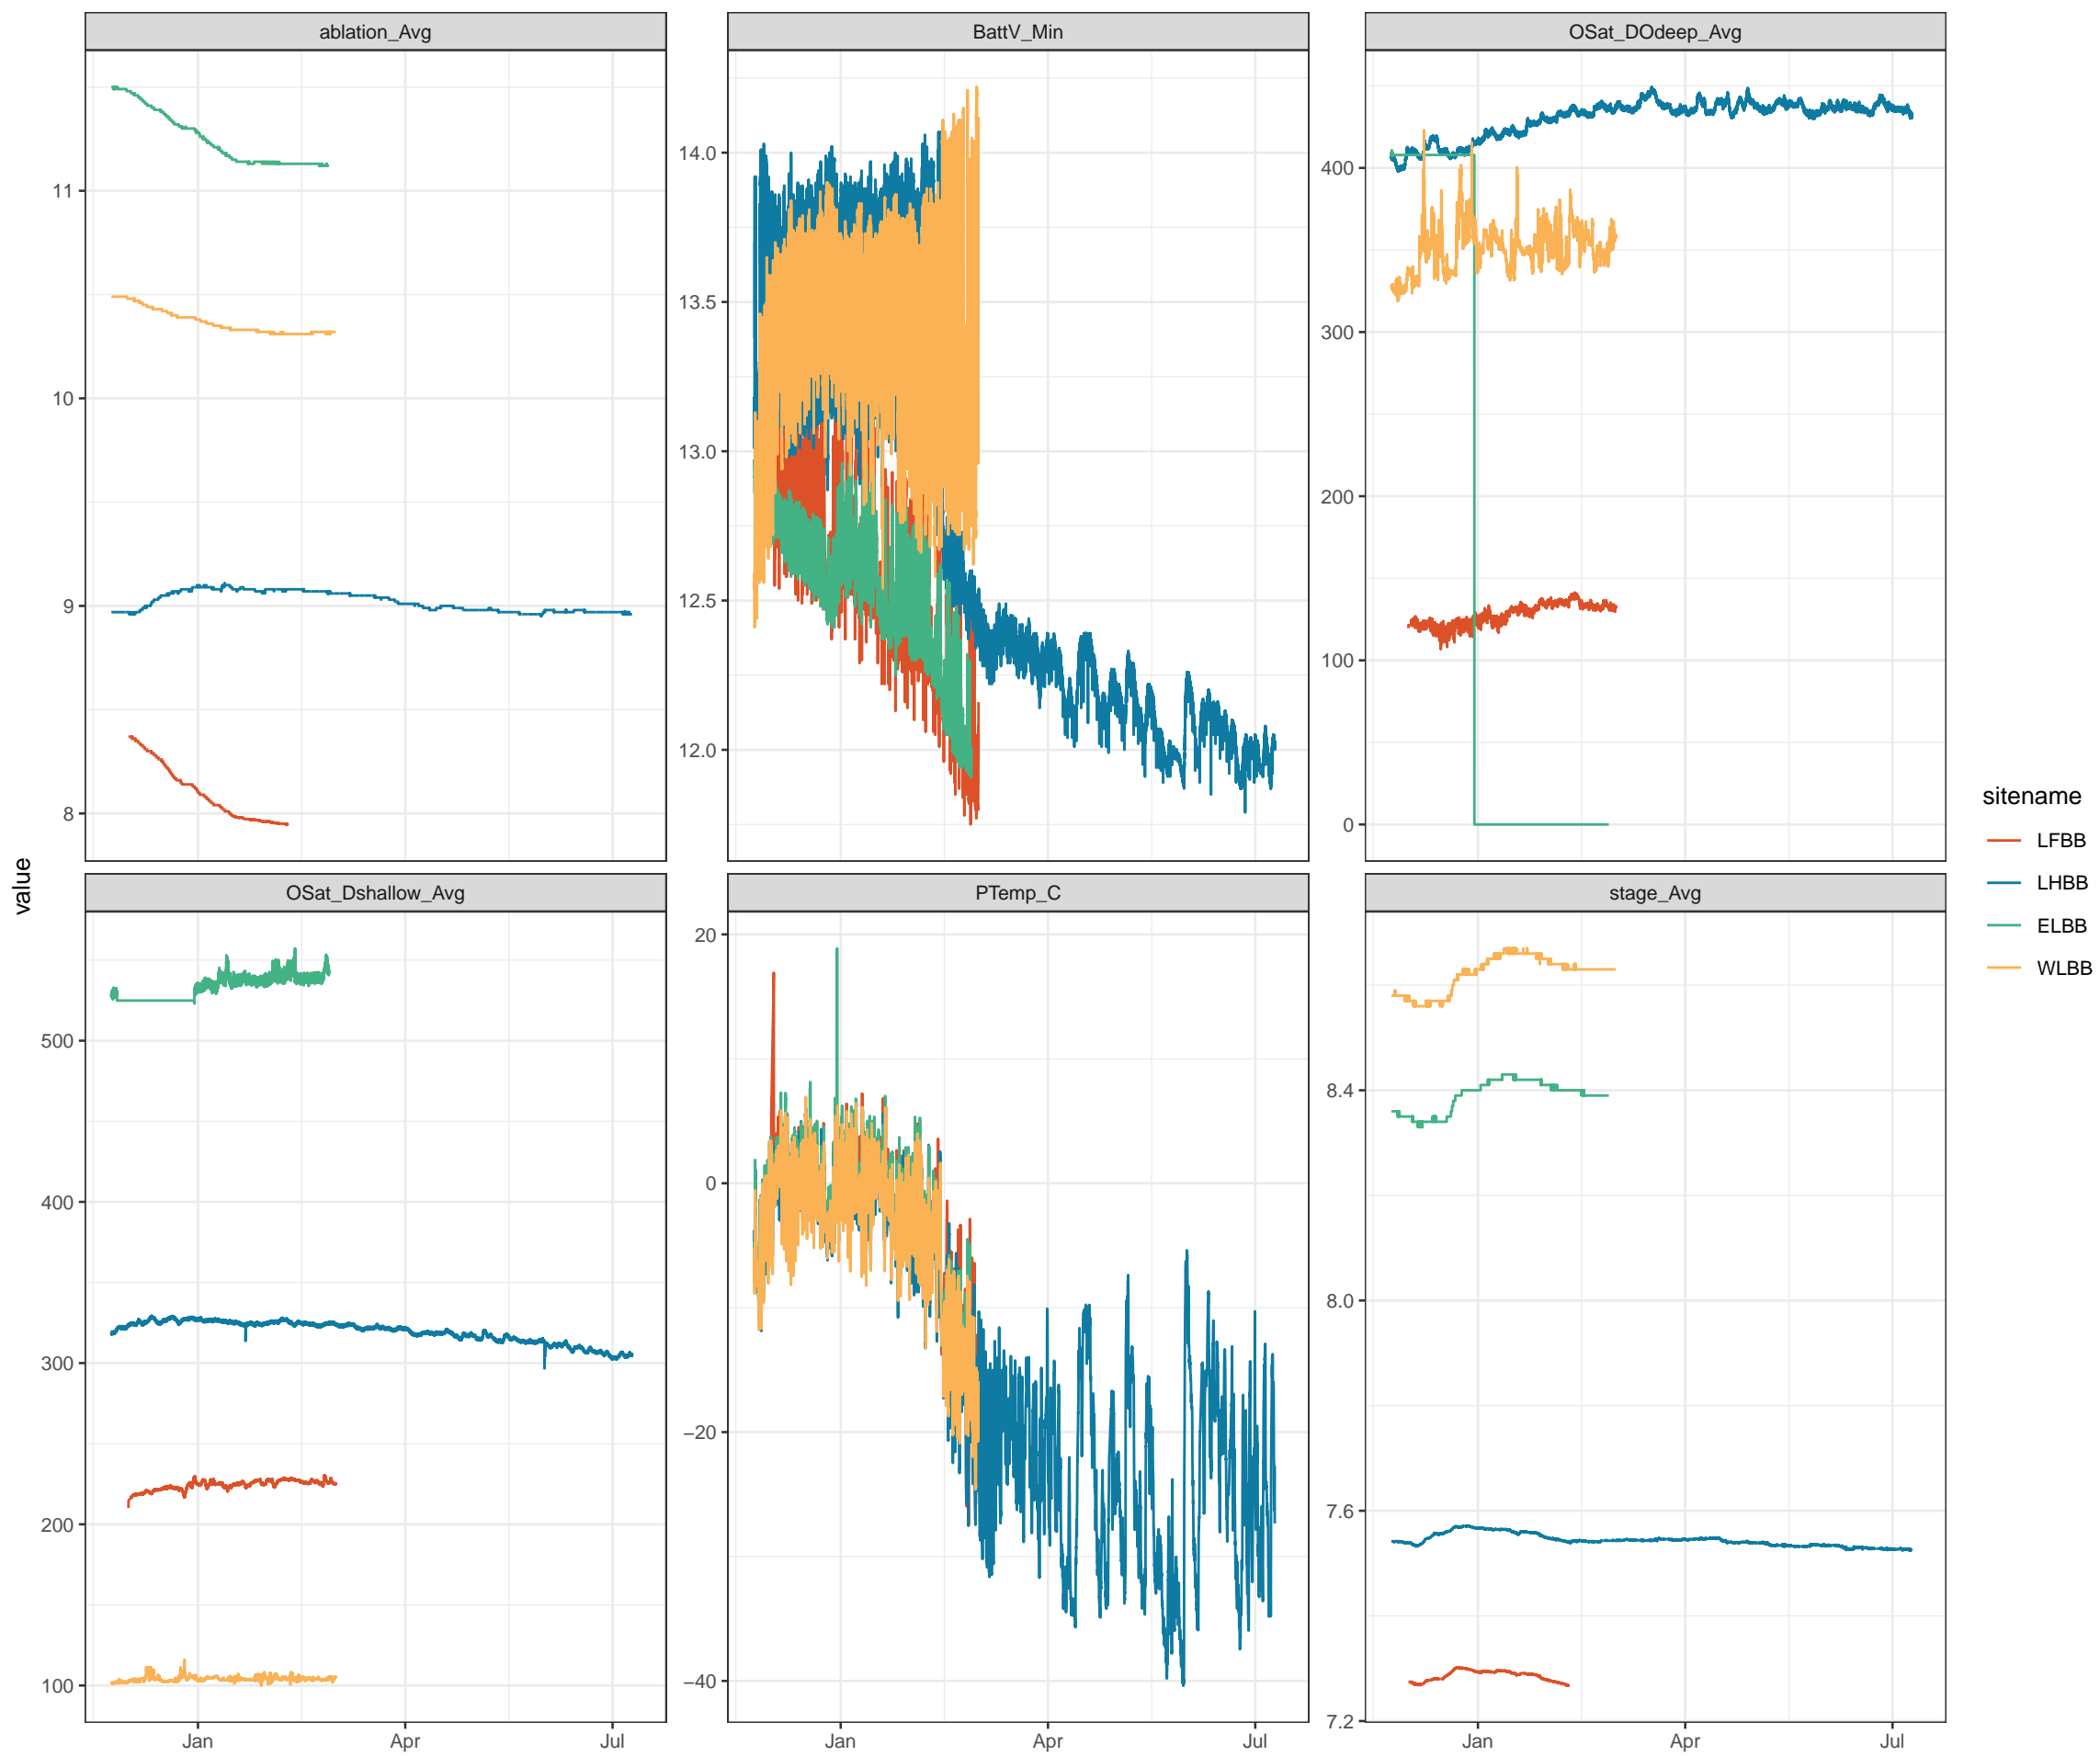 ablation_Avg
BattV_Min
OSat_DOdeep_Avg
11
10
9
8
14.0
13.5
13.0
12.5
12.0
400
300
200
100
0
value
OSat_Dshallow_Avg
PTemp_C
stage_Avg
500
400
300
200
100
20
0
−20
−40
8.4
8.0
7.6
7.2
Jan Apr Jul
Jan Apr Jul
Jan Apr Jul
sitename
LFBB
LHBB
ELBB
WLBB